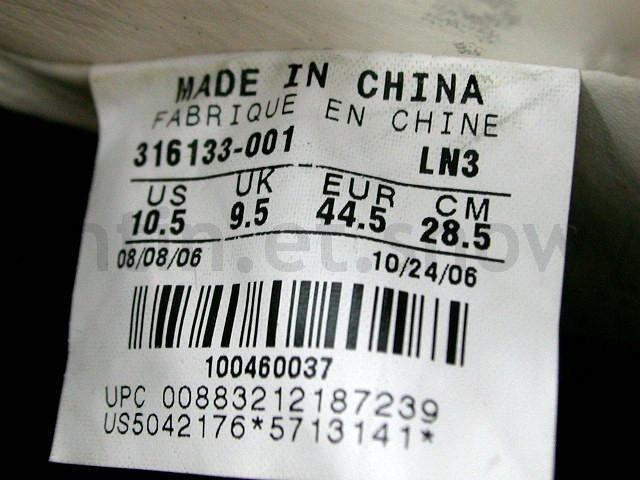 MADE IN CHINA
FABRIQUE EN CHINE
316133-001 LN3
US UK EUR CM
10.5 9.5 44.5 28.5
08/08/06 10/24/06
100460037
UPC 00883212187239
US5042176*5713141*